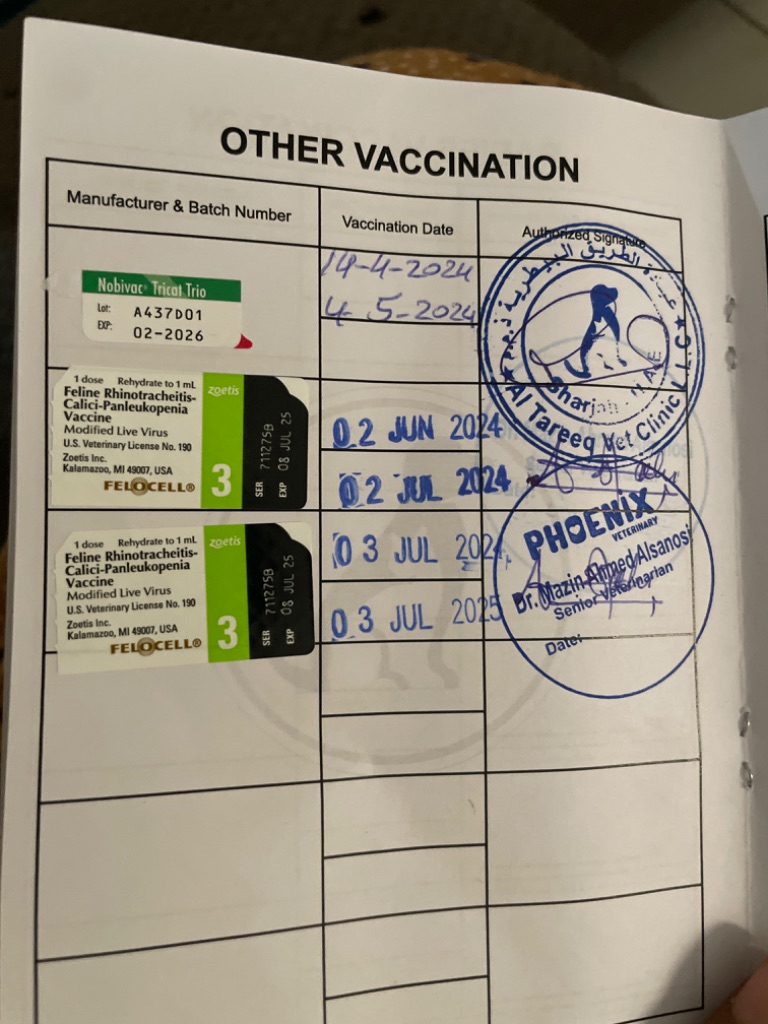 OTHER VACCINATION
Manufacturer & Batch Number
Vaccination Date
Authorized Signature
Nobivac® Tricat Trio
Lot: A437D01
EXP: 02-2026
14-4-2024
4 5-2024
عيادة الطريق البيطرية ذ.م.م
Sharjah - U.A.E
Al Tareeq Vet Clinic L.L.C
1 dose Rehydrate to 1 mL
Feline Rhinotracheitis-
Calici-Panleukopenia
Vaccine
Modified Live Virus
U.S. Veterinary License No. 190
Zoetis Inc.
Kalamazoo, MI 49007, USA
FELOCELL®
zoetis
3
SER 711275B
EXP 08 JUL 25
02 JUN 2024
02 JUL 2024
1 dose Rehydrate to 1 mL
Feline Rhinotracheitis-
Calici-Panleukopenia
Vaccine
Modified Live Virus
U.S. Veterinary License No. 190
Zoetis Inc.
Kalamazoo, MI 49007, USA
FELOCELL®
zoetis
3
SER 711275B
EXP 08 JUL 25
03 JUL 2024
03 JUL 2025
PHOENIX
VETERINARY
Dr. Mazin Ahmed Alsanosi
Senior Veterinarian
Date: